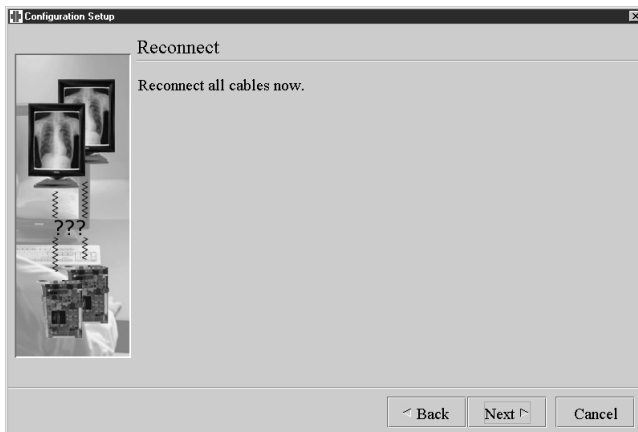 Configuration Setup
Reconnect
Reconnect all cables now.
???
Back Next Cancel